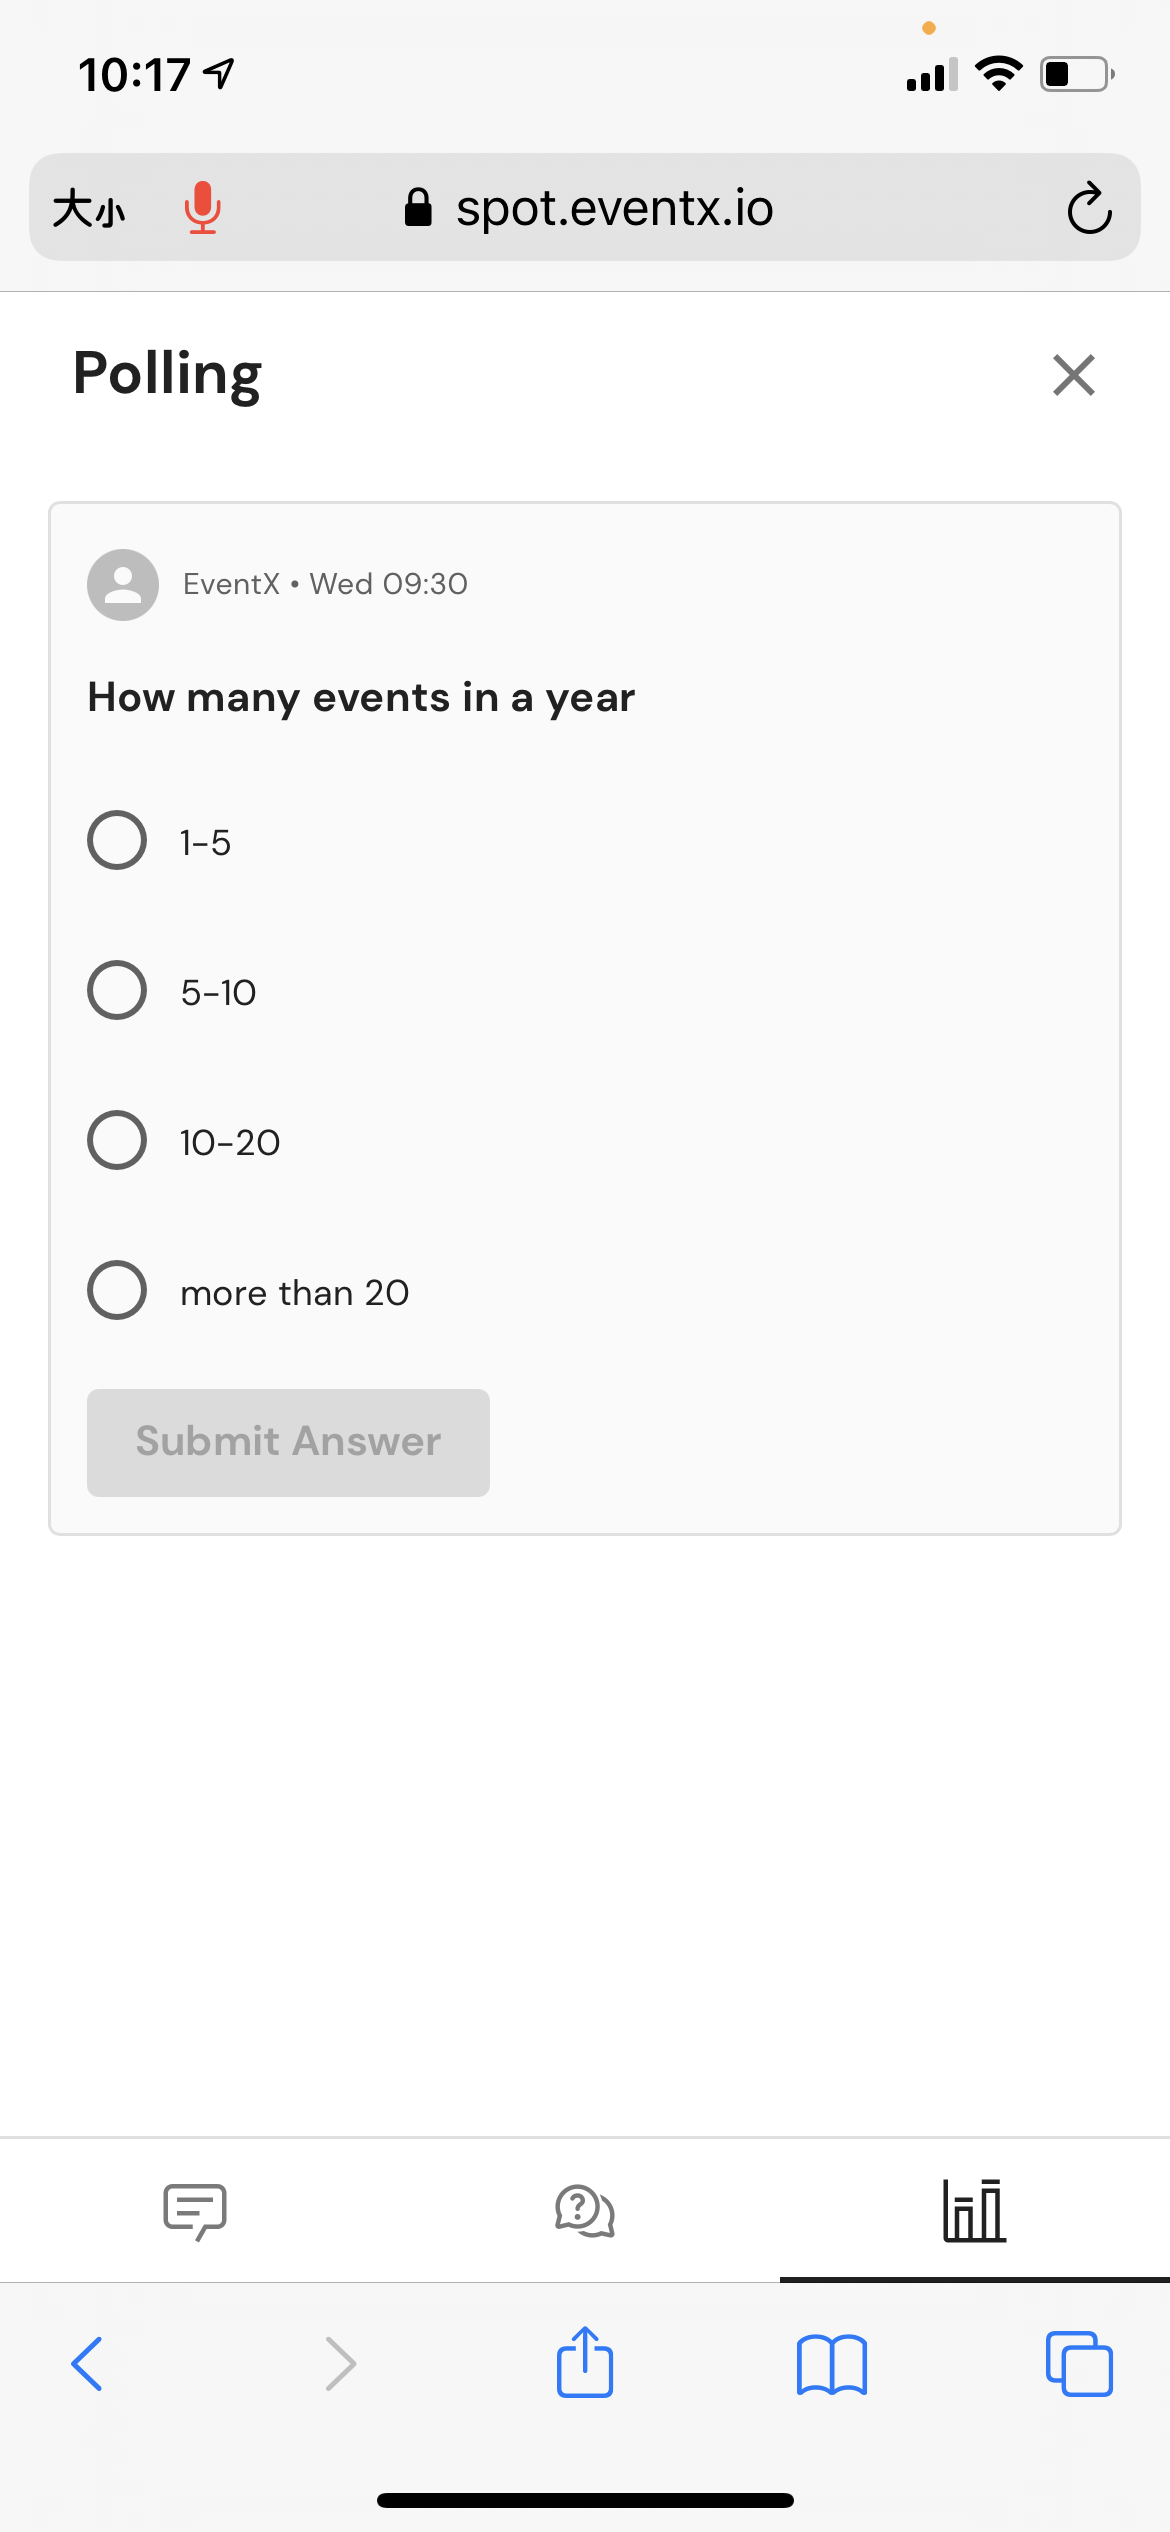 10:17
大小 spot.eventx.io
Polling
EventX • Wed 09:30
How many events in a year
1-5
5-10
10-20
more than 20
Submit Answer
?